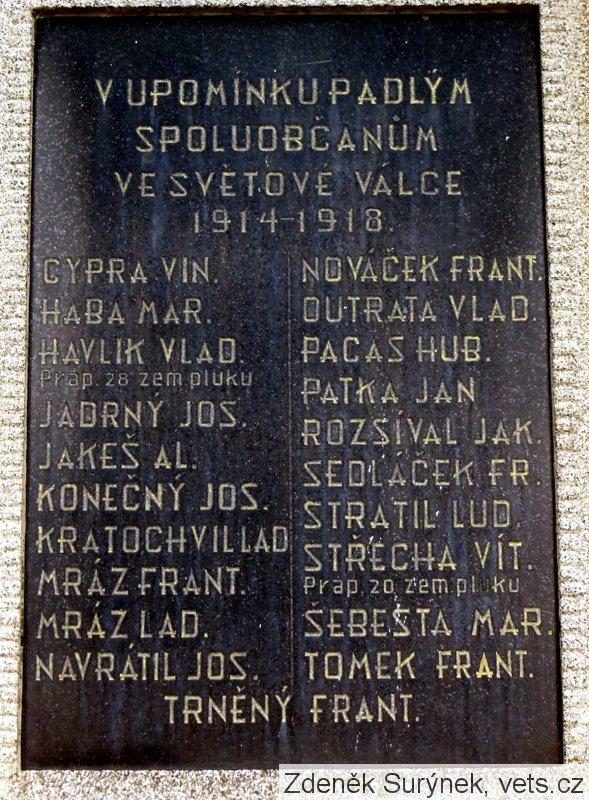 V UPOMÍNKU PADLÝM
SPOLUOBČANŮM
VE SVĚTOVÉ VÁLCE
1914-1918.
CYPRA VIN.
HABA MAR.
HAVLIK VLAD.
Prap. 28 zem. pluku
JADRNÝ JOS.
JAKEŠ AL.
KONEČNÝ JOS.
KRATOCHVIL LAD
MRÁZ FRANT.
MRÁZ LAD.
NAVRÁTIL JOS.
NOVÁČEK FRANT.
OUTRATA VLAD.
PACAS HUB.
PATKA JAN
ROZSÍVAL JAK.
SEDLÁČEK FR.
STRATIL LUD.
STŘECHA VÍT.
Prap. 20 zem. pluku
ŠEBESTA MAR.
TOMEK FRANT.
TRNĚNÝ FRANT.
Zdeněk Surýnek, vets.cz